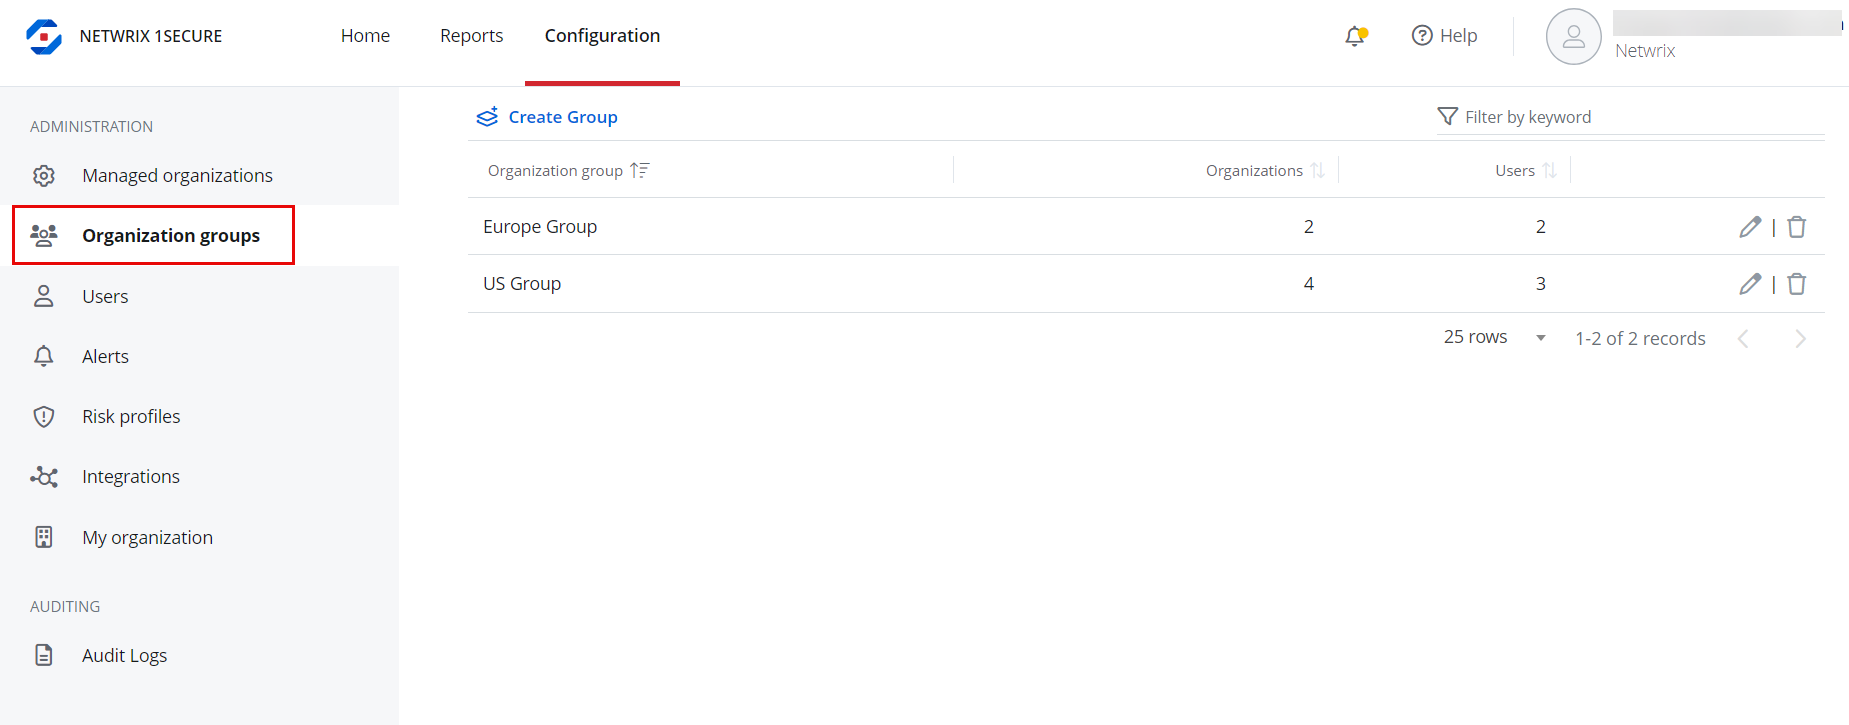 NETWRIX 1SECURE
Home Reports Configuration
Help
Netwrix
ADMINISTRATION
Managed organizations
Organization groups
Users
Alerts
Risk profiles
Integrations
My organization
AUDITING
Audit Logs
Create Group
Filter by keyword
Organization group Organizations Users
Europe Group 2 2 |
US Group 4 3 |
25 rows 1-2 of 2 records